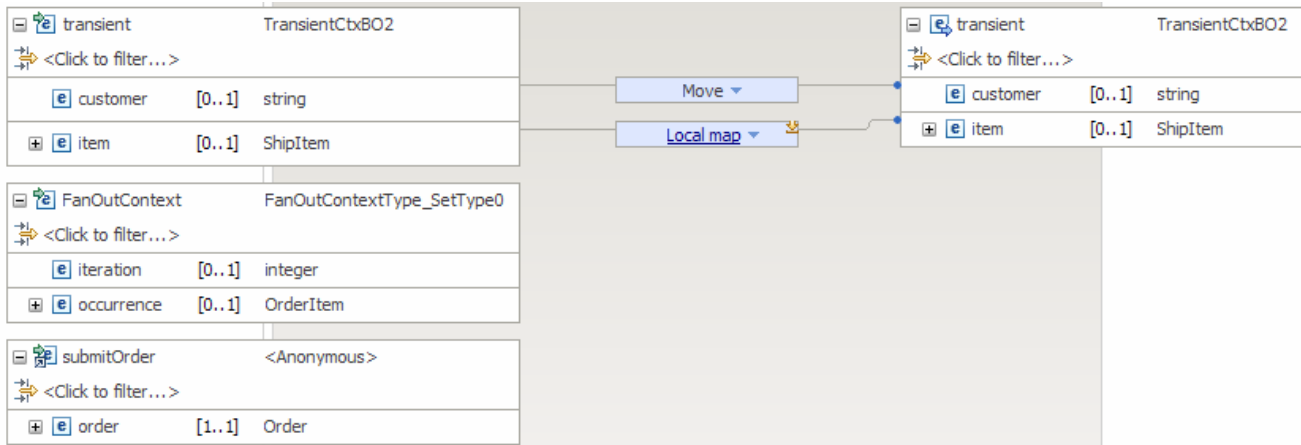 transient TransientCtxBO2
<Click to filter...>
customer [0..1] string
item [0..1] ShipItem
Move
Local map
transient TransientCtxBO2
<Click to filter...>
customer [0..1] string
item [0..1] ShipItem
FanOutContext FanOutContextType_SetType0
<Click to filter...>
iteration [0..1] integer
occurrence [0..1] OrderItem
submitOrder <Anonymous>
<Click to filter...>
order [1..1] Order